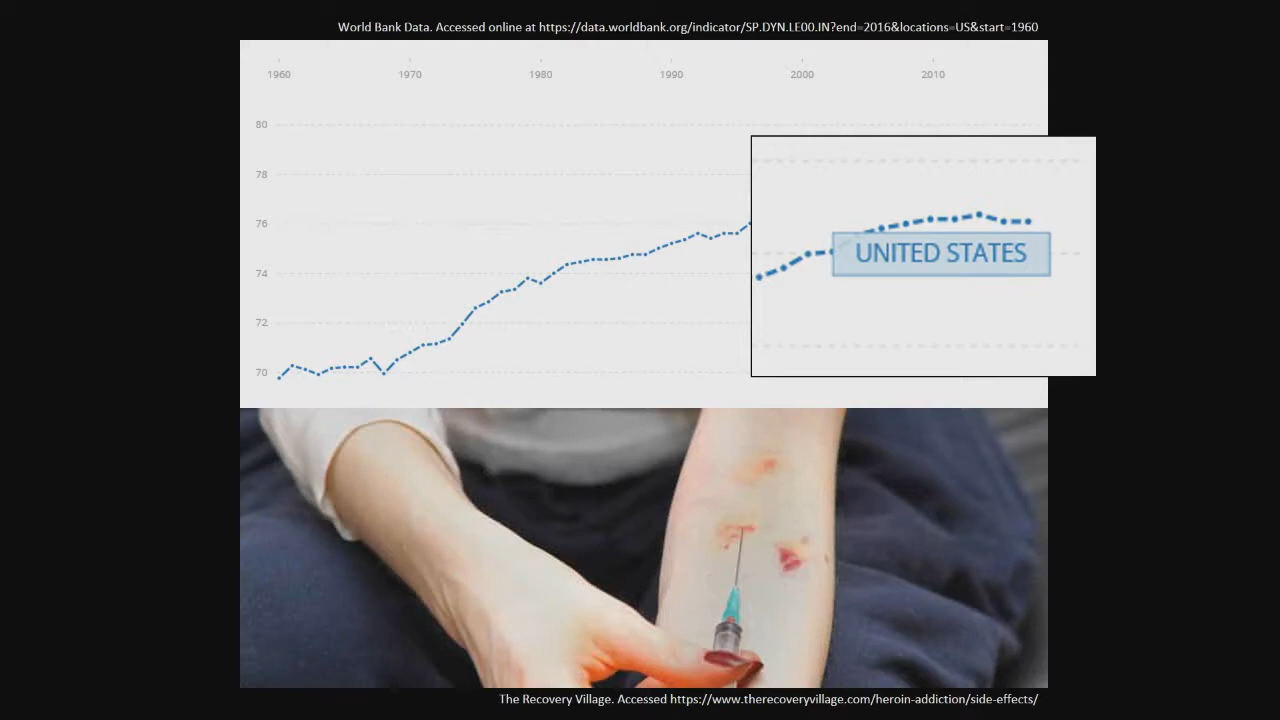 World Bank Data. Accessed online at https://data.worldbank.org/indicator/SP.DYN.LE00.IN?end=2016&locations=US&start=1960
1960 1970 1980 1990 2000 2010
80
78
76
74
72
70
UNITED STATES
The Recovery Village. Accessed https://www.therecoveryvillage.com/heroin-addiction/side-effects/